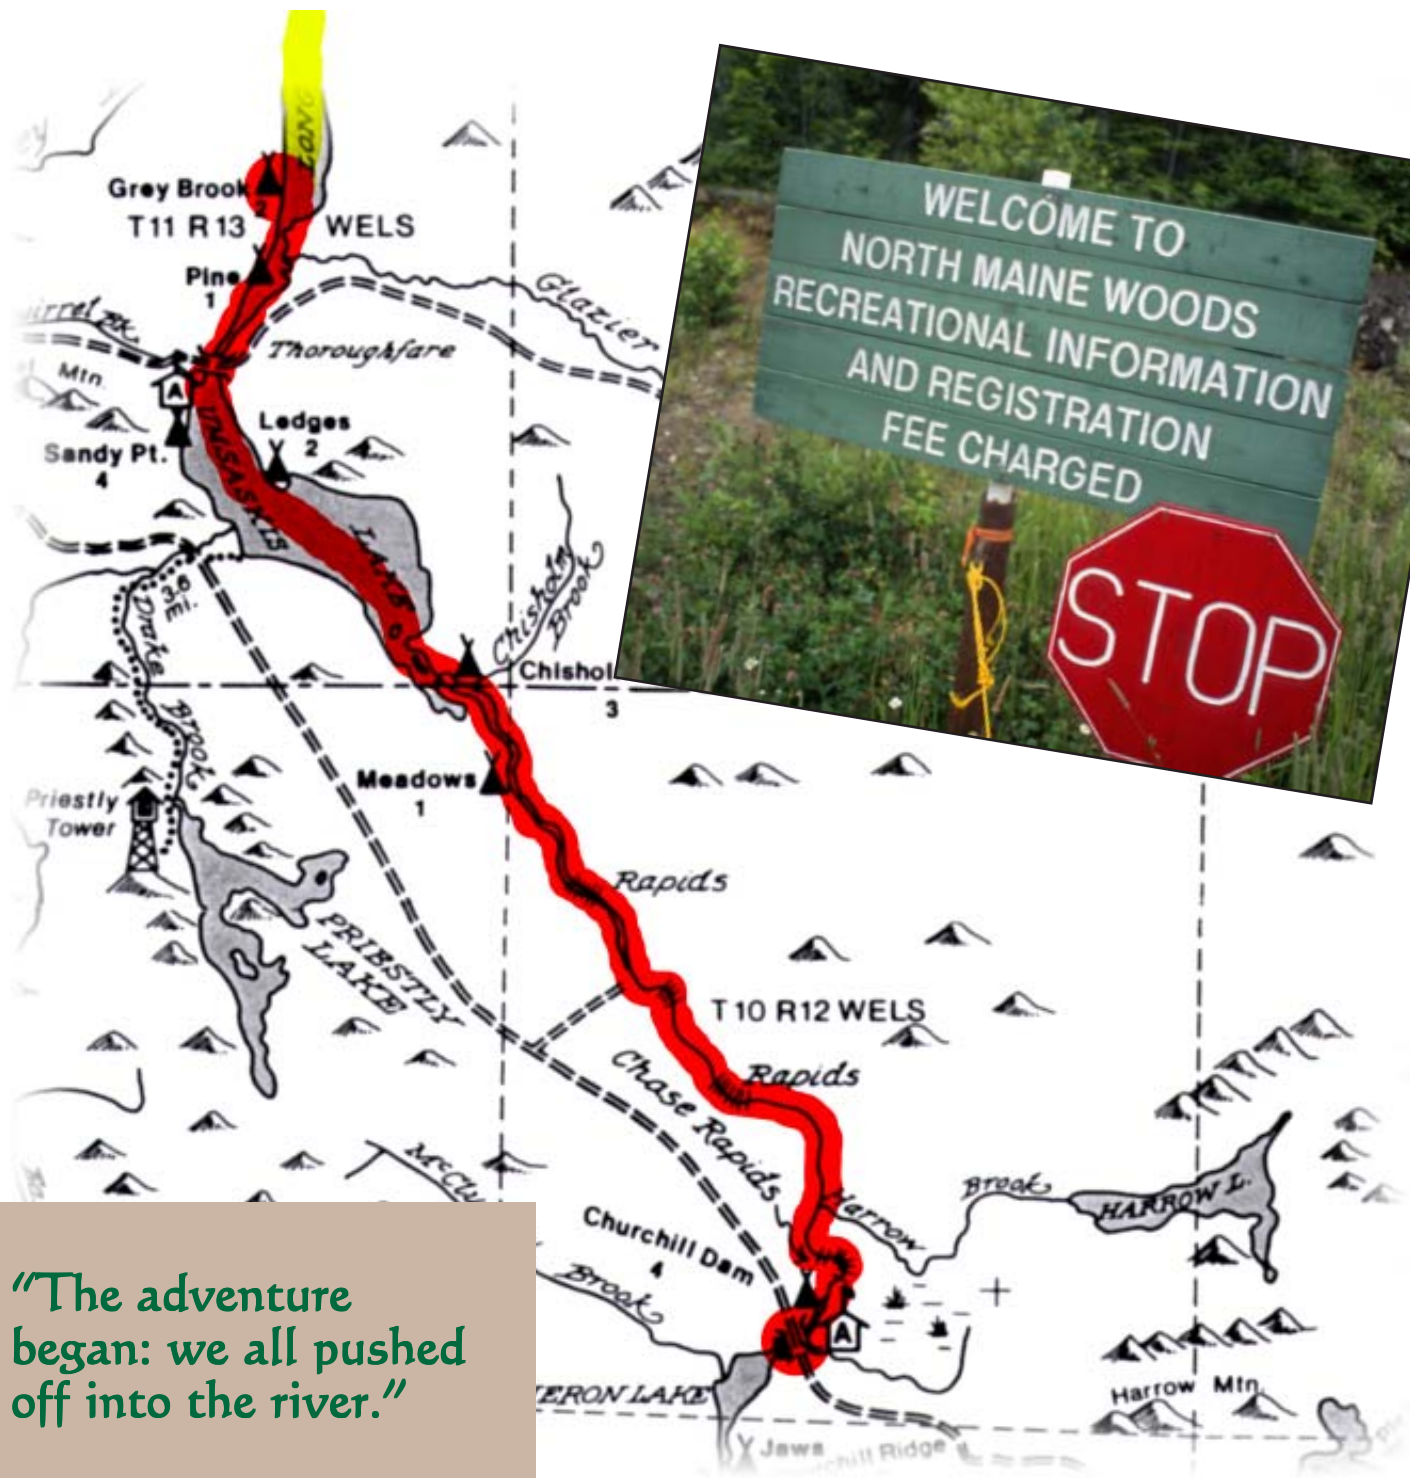 LONG
Grey Brook
2
T11 R13 WELS
Pine
1
Glazier
Thoroughfare
Mtn.
A
Ledges
2
Sandy Pt.
4
UMSASKIS
LAKE
3.6
mi.
Drake
Brook
Chisholm
Brook
3
Meadows
1
Priestly
Tower
Rapids
PRIESTLY
LAKE
T10 R12 WELS
Rapids
Chase Rapids
Harrow
Brook
HARROW L.
Churchill Dam
4
Brook
A
Harrow Mtn.
Jaws
WELCOME TO
NORTH MAINE WOODS
RECREATIONAL INFORMATION
AND REGISTRATION
FEE CHARGED
STOP
"The adventure
began: we all pushed
off into the river."